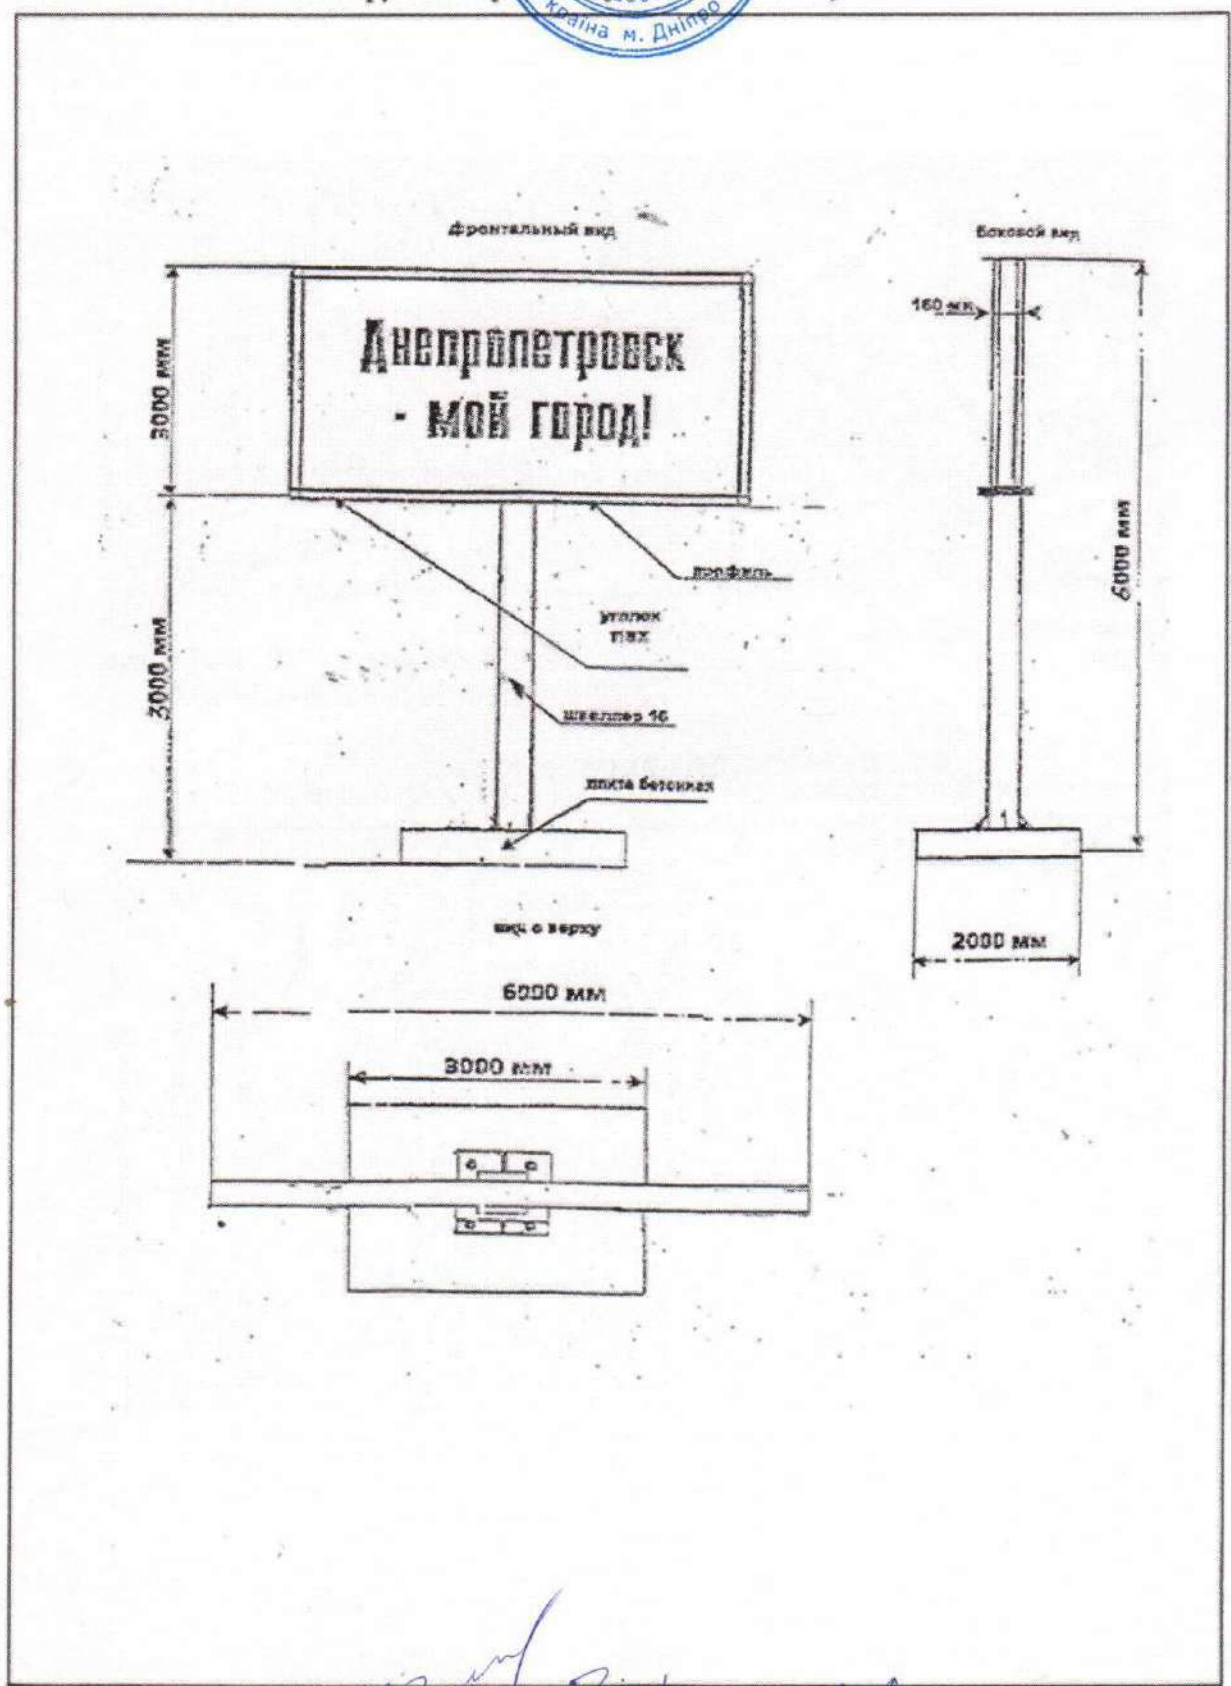 країна м. Дніпро
фронтальный вид
Боковой вид
3000 мм
Днепропетровск
- мой город!
160 мм
6000 мм
профиль
уголок
3000 мм
швеллер 16
плита бетонная
вид с верху
2000 мм
6000 мм
3000 мм